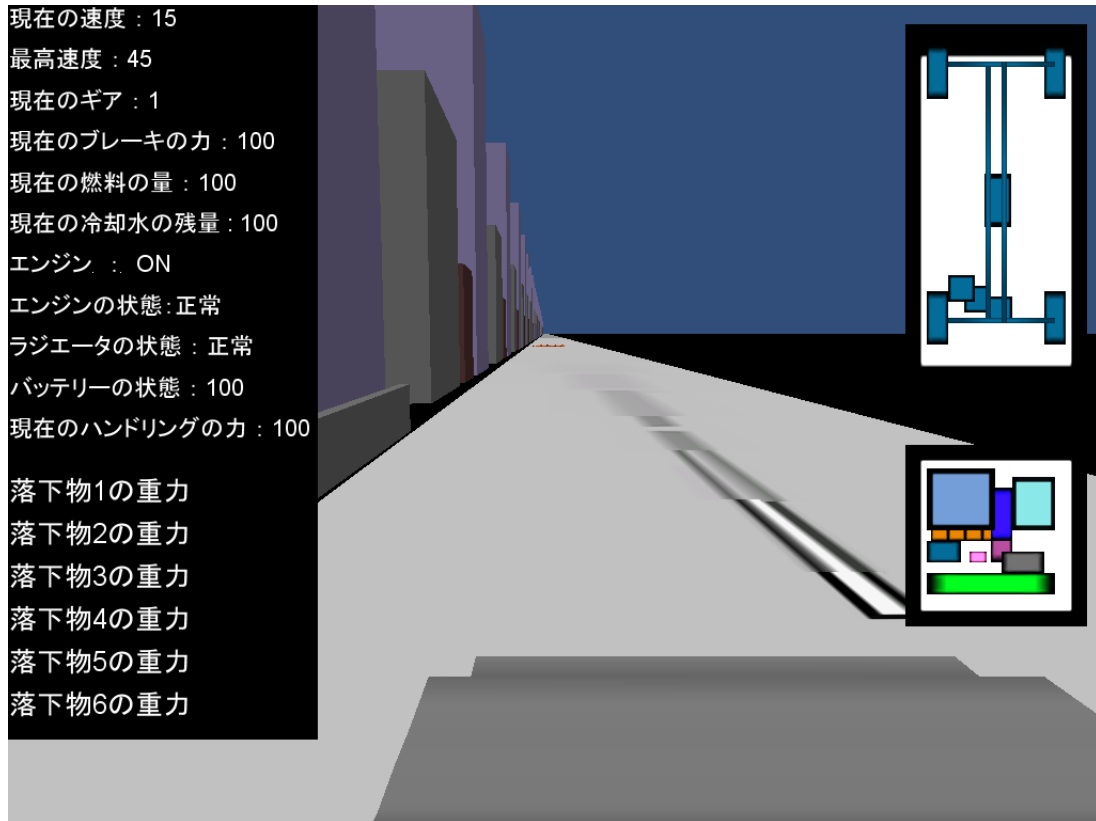 現在の速度：15
最高速度：45
現在のギア：1
現在のブレーキの力：100
現在の燃料の量：100
現在の冷却水の残量：100
エンジン ： ON
エンジンの状態：正常
ラジエータの状態：正常
バッテリーの状態：100
現在のハンドリングの力：100
落下物1の重力
落下物2の重力
落下物3の重力
落下物4の重力
落下物5の重力
落下物6の重力